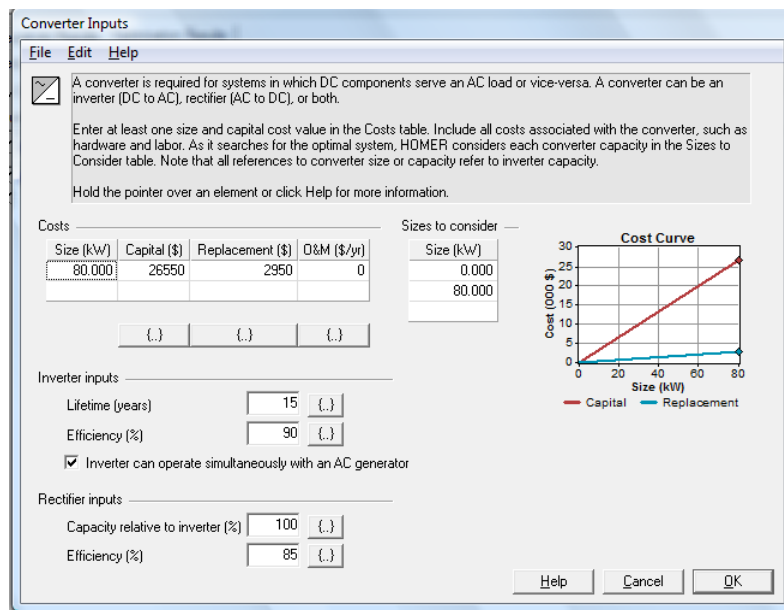 Converter Inputs
File Edit Help
A converter is required for systems in which DC components serve an AC load or vice-versa. A converter can be an
inverter (DC to AC), rectifier (AC to DC), or both.
Enter at least one size and capital cost value in the Costs table. Include all costs associated with the converter, such as
hardware and labor. As it searches for the optimal system, HOMER considers each converter capacity in the Sizes to
Consider table. Note that all references to converter size or capacity refer to inverter capacity.
Hold the pointer over an element or click Help for more information.
Costs
Size (kW) Capital ($) Replacement ($) O&M ($/yr)
80.000 26550 2950 0
{..} {..} {..}
Sizes to consider
Size (kW)
0.000
80.000
Cost Curve
Cost (000 $)
30
25
20
15
10
5
0
0 20 40 60 80
Size (kW)
Capital Replacement
Inverter inputs
Lifetime (years) 15 {..}
Efficiency (%) 90 {..}
Inverter can operate simultaneously with an AC generator
Rectifier inputs
Capacity relative to inverter (%) 100 {..}
Efficiency (%) 85 {..}
Help Cancel OK